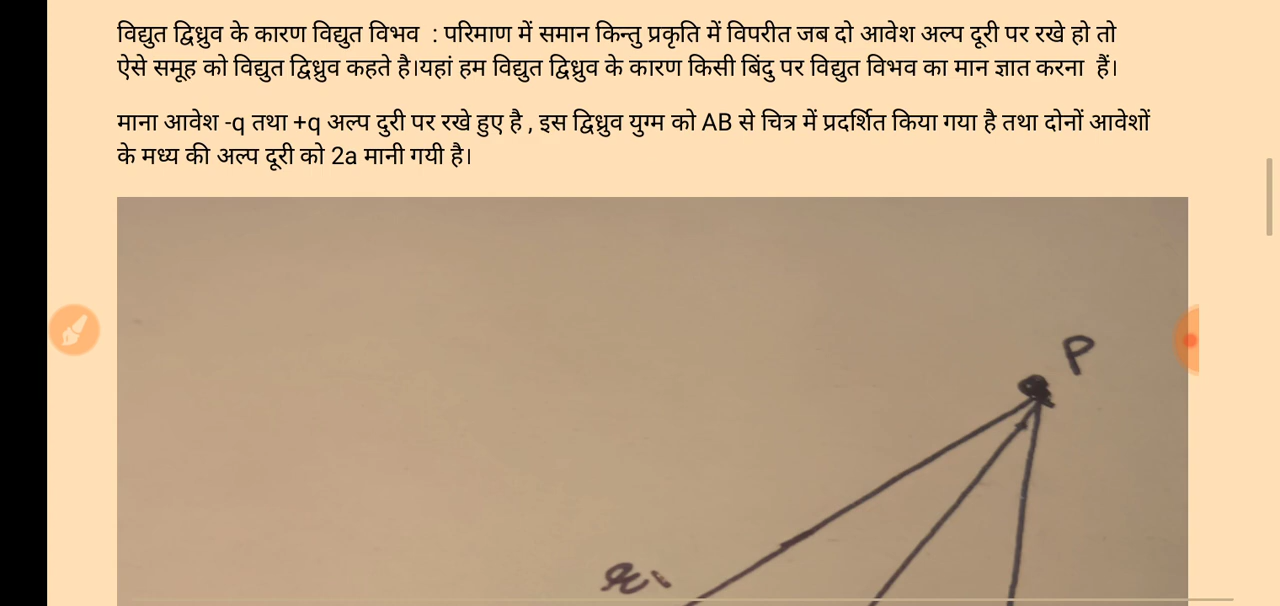 विद्युत द्विध्रुव के कारण विद्युत विभव : परिमाण में समान किन्तु प्रकृति में विपरीत जब दो आवेश अल्प दूरी पर रखे हो तो
ऐसे समूह को विद्युत द्विध्रुव कहते है।यहां हम विद्युत द्विध्रुव के कारण किसी बिंदु पर विद्युत विभव का मान ज्ञात करना हैं।
माना आवेश -q तथा +q अल्प दुरी पर रखे हुए है , इस द्विध्रुव युग्म को AB से चित्र में प्रदर्शित किया गया है तथा दोनों आवेशों
के मध्य की अल्प दूरी को 2a मानी गयी है।
P